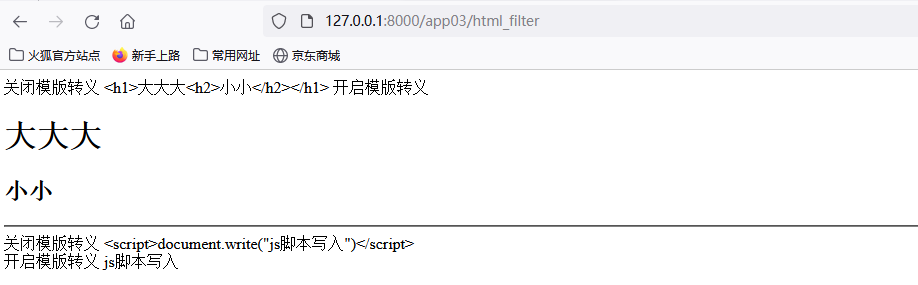 127.0.0.1:8000/app03/html_filter
火狐官方站点 新手上路 常用网址 京东商城
关闭模版转义 <h1>大大大<h2>小小</h2></h1> 开启模版转义
大大大
小小
关闭模版转义 <script>document.write("js脚本写入")</script>
开启模版转义 js脚本写入